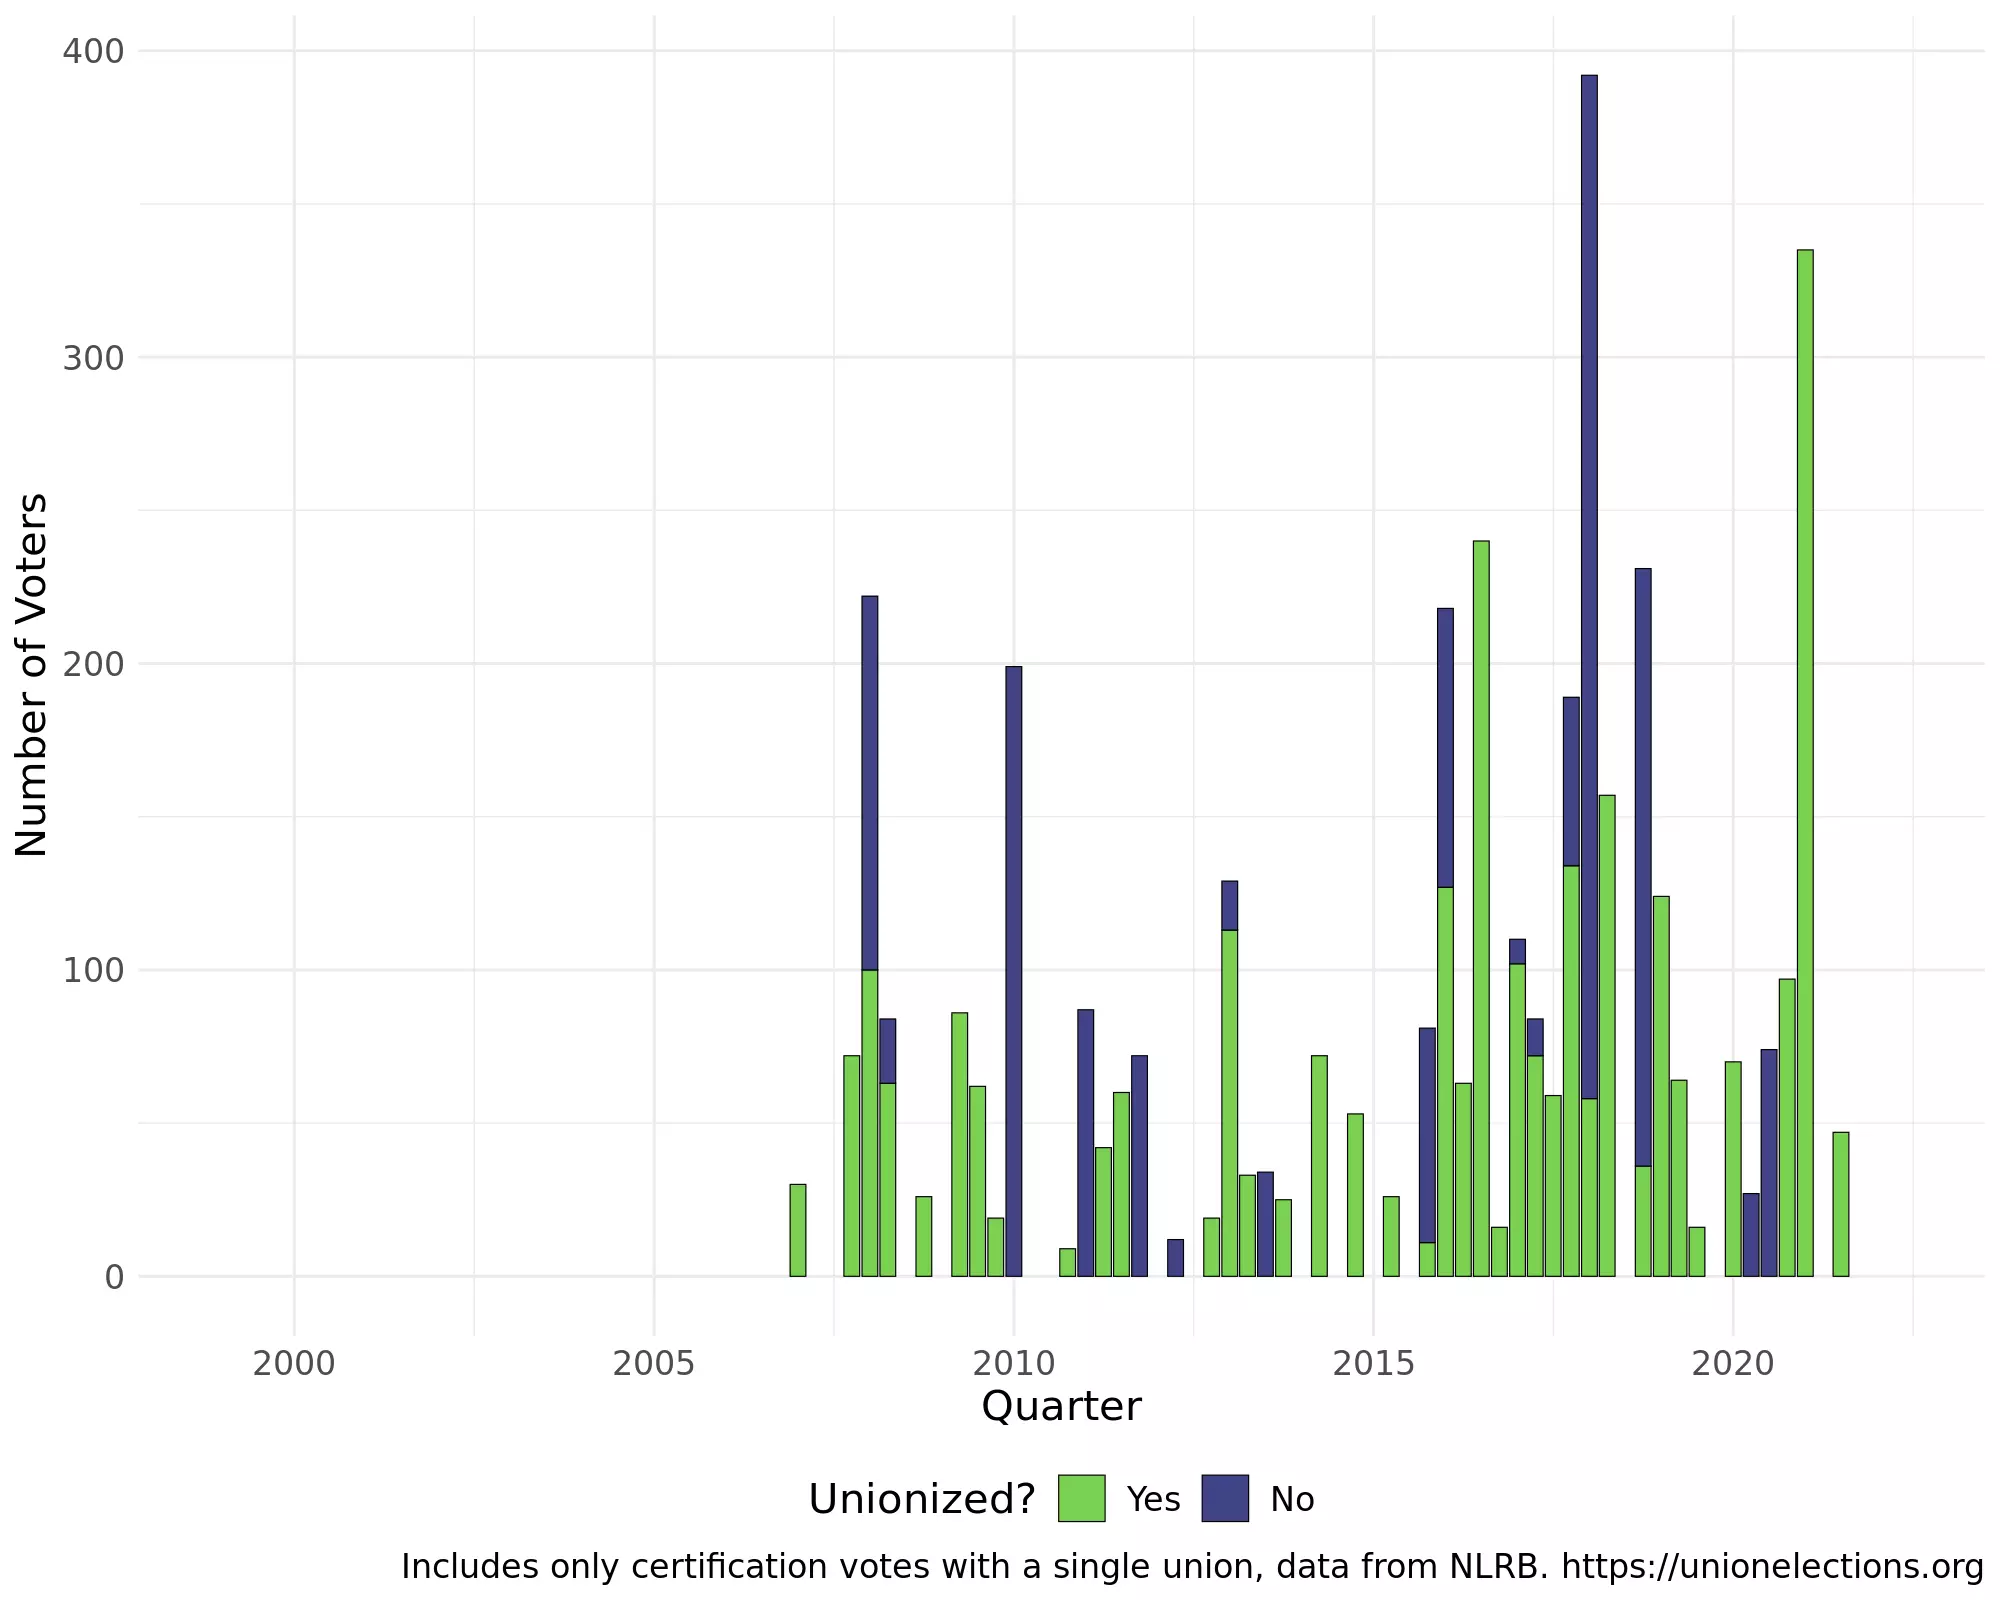 400
300
200
100
0
Number of Voters
2000 2005 2010 2015 2020
Quarter
Unionized? Yes No
Includes only certification votes with a single union, data from NLRB. https://unionelections.org